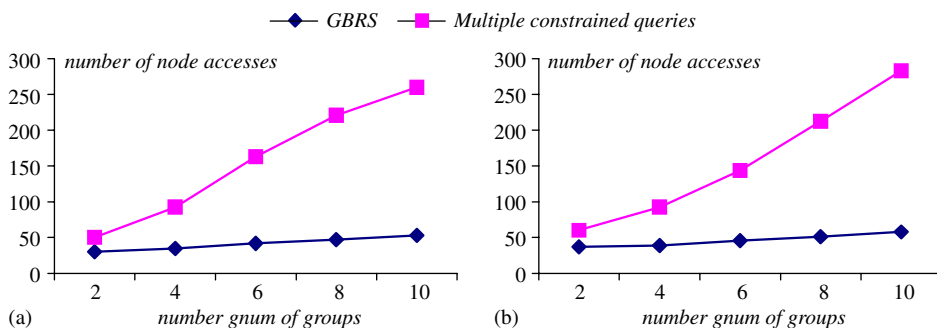 GBRS Multiple constrained queries
number of node accesses
300
250
200
150
100
50
0
2 4 6 8 10
(a) number gnum of groups
number of node accesses
300
250
200
150
100
50
0
2 4 6 8 10
(b) number gnum of groups